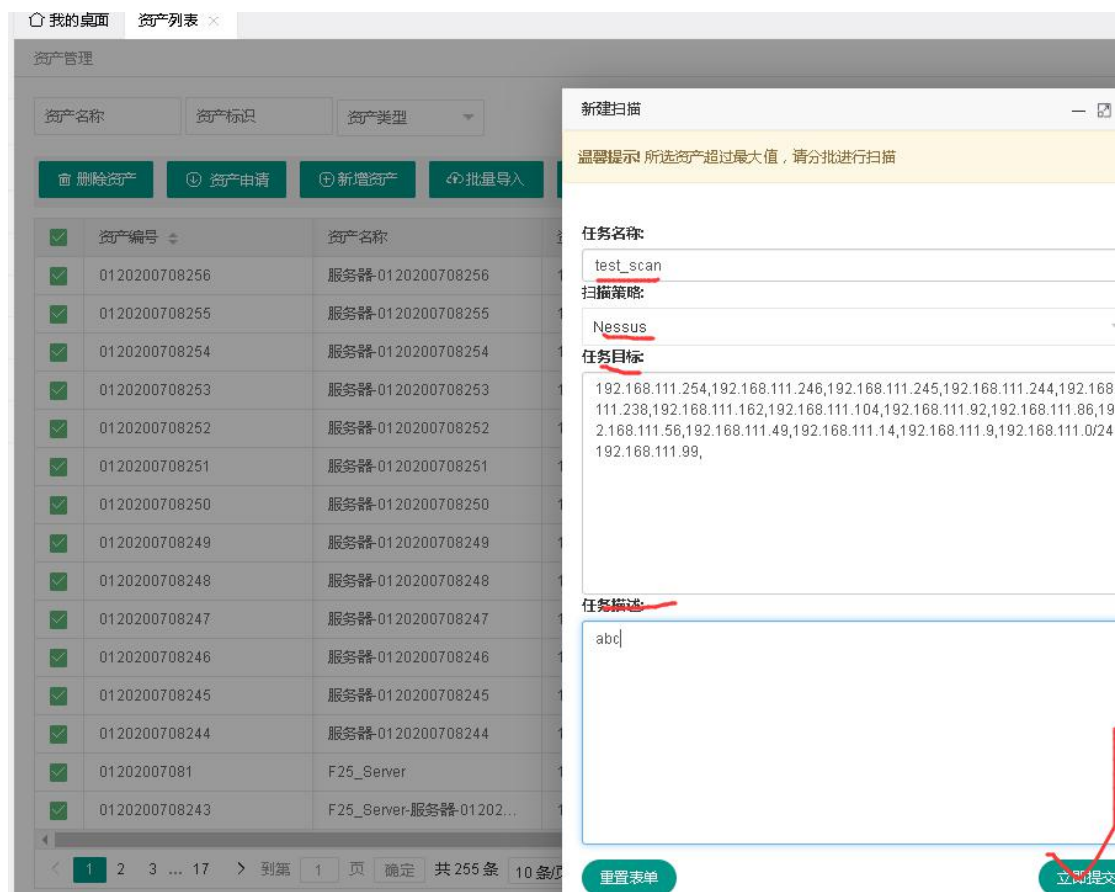 我的桌面 资产列表
资产管理
资产名称 资产标识 资产类型
删除资产 资产申请 新增资产 批量导入
资产编号 资产名称
0120200708256 服务器-0120200708256
0120200708255 服务器-0120200708255
0120200708254 服务器-0120200708254
0120200708253 服务器-0120200708253
0120200708252 服务器-0120200708252
0120200708251 服务器-0120200708251
0120200708250 服务器-0120200708250
0120200708249 服务器-0120200708249
0120200708248 服务器-0120200708248
0120200708247 服务器-0120200708247
0120200708246 服务器-0120200708246
0120200708245 服务器-0120200708245
0120200708244 服务器-0120200708244
01202007081 F25_Server
0120200708243 F25_Server-服务器-01202...
1 2 3 ... 17 到第 1 页 确定 共 255 条 10 条/页
新建扫描
温馨提示! 所选资产超过最大值，请分批进行扫描
任务名称:
test_scan
扫描策略:
Nessus
任务目标:
192.168.111.254,192.168.111.246,192.168.111.245,192.168.111.244,192.168
111.238,192.168.111.162,192.168.111.104,192.168.111.92,192.168.111.86,19
2.168.111.56,192.168.111.49,192.168.111.14,192.168.111.9,192.168.111.0/24
192.168.111.99,
任务描述:
abc
重置表单 立即提交